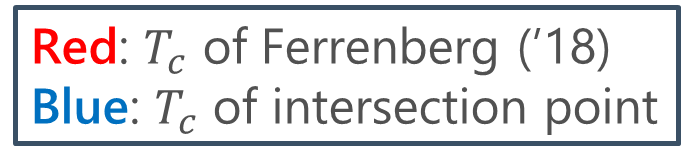 Red: T_c of Ferrenberg (′18)
Blue: T_c of intersection point